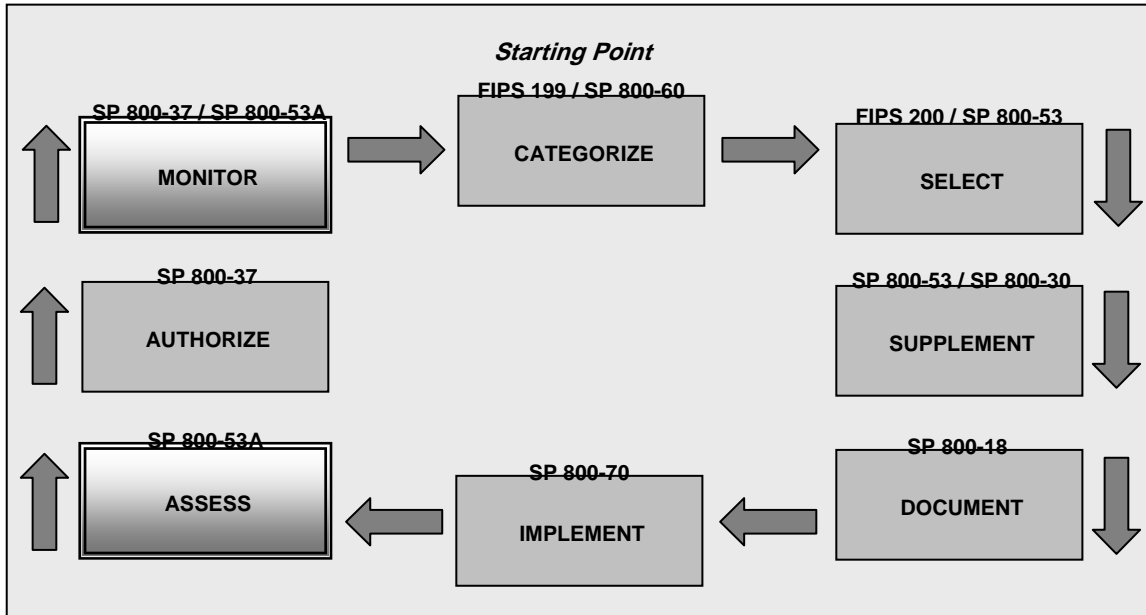 Starting Point
FIPS 199 / SP 800-60
CATEGORIZE
FIPS 200 / SP 800-53
SELECT
SP 800-53 / SP 800-30
SUPPLEMENT
SP 800-18
DOCUMENT
SP 800-70
IMPLEMENT
SP 800-53A
ASSESS
SP 800-37
AUTHORIZE
SP 800-37 / SP 800-53A
MONITOR